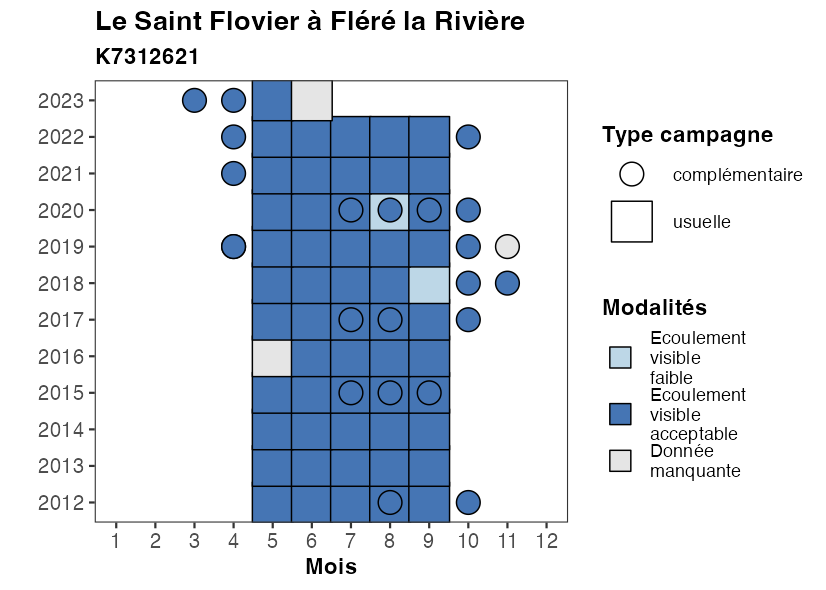 Le Saint Flovier à Fléré la Rivière
K7312621
2023
2022
2021
2020
2019
2018
2017
2016
2015
2014
2013
2012
1 2 3 4 5 6 7 8 9 10 11 12
Mois
Type campagne
complémentaire
usuelle
Modalités
Ecoulement
visible
faible
Ecoulement
visible
acceptable
Donnée
manquante